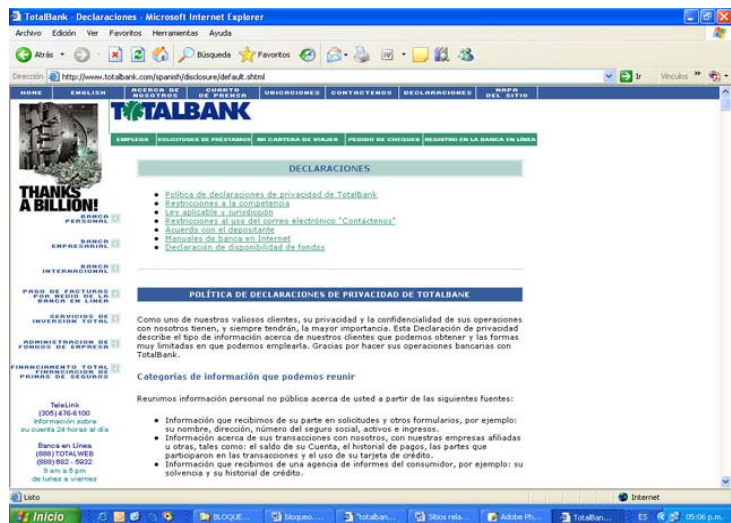 TotalBank - Declaraciones - Microsoft Internet Explorer
Archivo Edición Ver Favoritos Herramientas Ayuda
Atrás Búsqueda Favoritos
Dirección http://www.totalbank.com/spanish/disclosure/default.shtml Ir Vínculos »
HOME ENGLISH ACERCA DE NOSOTROS CUARTO DE PRENSA UBICACIONES CONTACTENOS DECLARACIONES MAPA DEL SITIO
TOTALBANK
EMPLEOS SOLICITUDES DE PRÉSTAMOS MI CARTERA DE VIAJES PEDIDO DE CHEQUES REGISTRO EN LA BANCA EN LÍNEA
THANKS
A BILLION!
BANCA
PERSONAL
BANCA
EMPRESARIAL
BANCA
INTERNACIONAL
PAGO DE FACTURAS
POR MEDIO DE LA
BANCA EN LINEA
SERVICIOS DE
INVERSIÓN TOTAL
ADMINISTRACION DE
FONDOS DE EMPRESA
FINANCIAMENTO TOTAL
FINANCIACION DE
PRIMAS DE SEGUROS
TeleLink
(305) 476-6100
Información sobre
su cuenta 24 horas al día
Banca en Línea
(888) TOTALWEB
(888) 682 - 5932
9 am a 6 pm
de lunes a viernes
DECLARACIONES
Política de declaraciones de privacidad de TotalBank
Restricciones a la competencia
Ley aplicable y jurisdicción
Restricciones al uso del correo electrónico "Contáctenos"
Acuerdo con el depositante
Manuales de banca en Internet
Declaración de disponibilidad de fondos
POLÍTICA DE DECLARACIONES DE PRIVACIDAD DE TOTALBANK
Como uno de nuestros valiosos clientes, su privacidad y la confidencialidad de sus operaciones
con nosotros tienen, y siempre tendrán, la mayor importancia. Esta Declaración de privacidad
describe el tipo de información acerca de nuestros clientes que podemos obtener y las formas
muy limitadas en que podemos emplearla. Gracias por hacer sus operaciones bancarias con
TotalBank.
Categorías de información que podemos reunir
Reunimos información personal no pública acerca de usted a partir de las siguientes fuentes:
Información que recibimos de su parte en solicitudes y otros formularios, por ejemplo:
su nombre, dirección, número del seguro social, activos e ingresos.
Información acerca de sus transacciones con nosotros, con nuestras empresas afiliadas
u otras, tales como: el saldo de su Cuenta, el historial de pagos, las partes que
participaron en las transacciones y el uso de su tarjeta de crédito.
Información que recibimos de una agencia de informes del consumidor, por ejemplo: su
solvencia y su historial de crédito.
Listo Internet
Inicio BLOQUE... bloqueo.... "totalban... Sitios rela... Adobe Ph... TotalBan... ES 05:06 p.m.